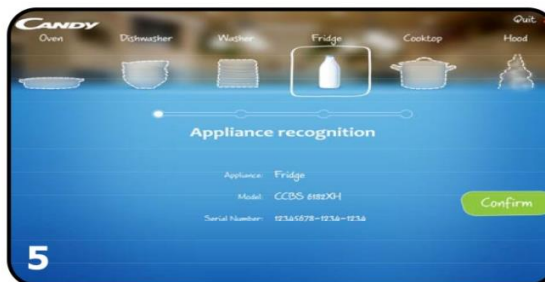 CANDY
Quit
Oven Dishwasher Washer Fridge Cooktop Hood
Appliance recognition
Appliance: Fridge
Model: CCBS 6182XH
Serial Number: 12345678-1234-1234
Confirm
5